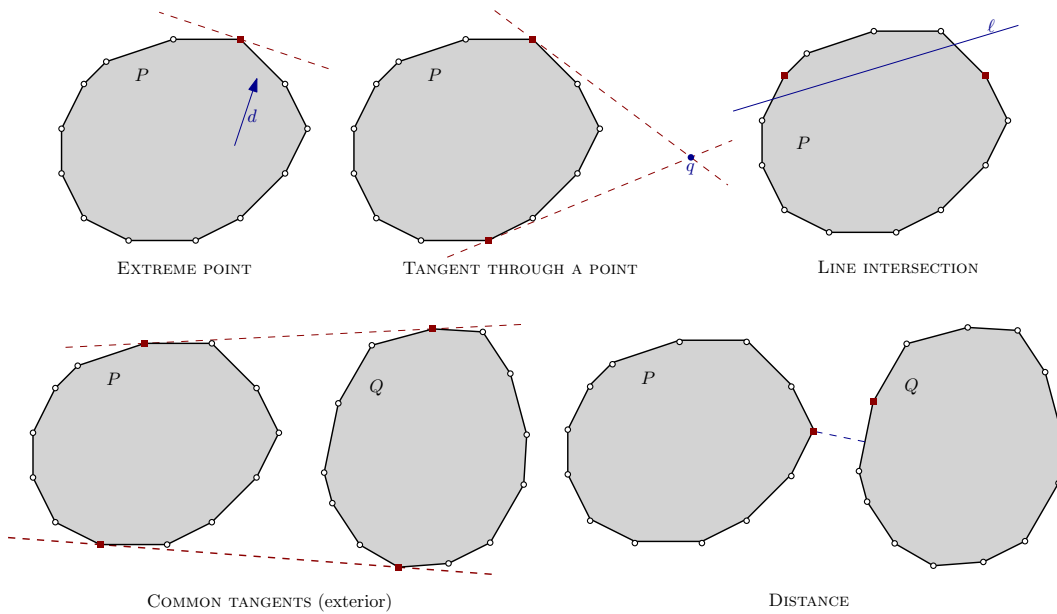 P
d
EXTREME POINT
P
q
TANGENT THROUGH A POINT
ℓ
P
LINE INTERSECTION
P
Q
COMMON TANGENTS (exterior)
P
Q
DISTANCE